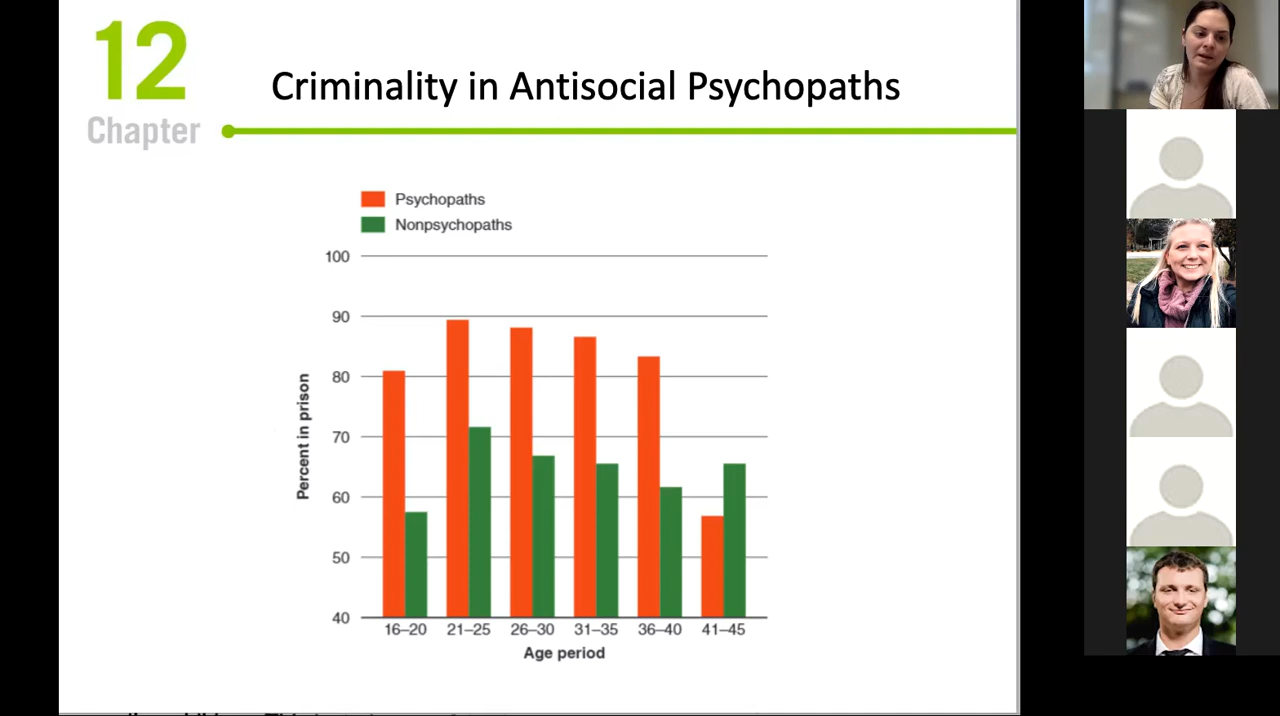 12
Chapter
Criminality in Antisocial Psychopaths
Psychopaths
Nonpsychopaths
100
90
80
70
60
50
40
Percent in prison
16–20 21–25 26–30 31–35 36–40 41–45
Age period